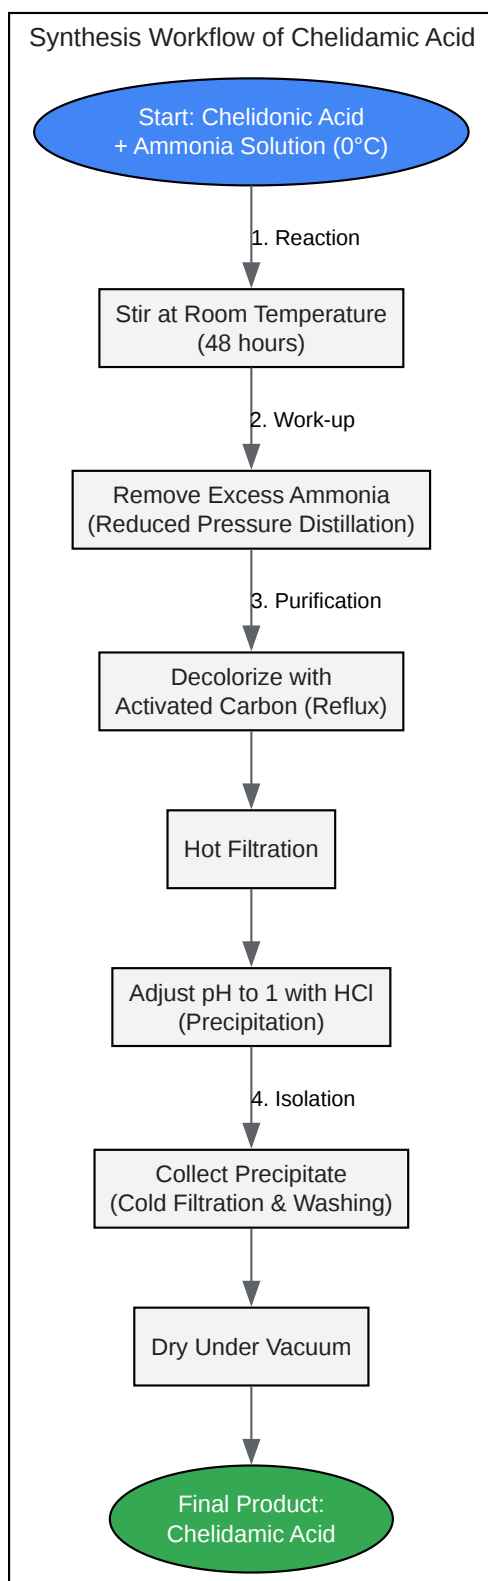 Synthesis Workflow of Chelidamic Acid
Start: Chelidonic Acid
+ Ammonia Solution (0°C)
1. Reaction
Stir at Room Temperature
(48 hours)
2. Work-up
Remove Excess Ammonia
(Reduced Pressure Distillation)
3. Purification
Decolorize with
Activated Carbon (Reflux)
Hot Filtration
Adjust pH to 1 with HCl
(Precipitation)
4. Isolation
Collect Precipitate
(Cold Filtration & Washing)
Dry Under Vacuum
Final Product:
Chelidamic Acid